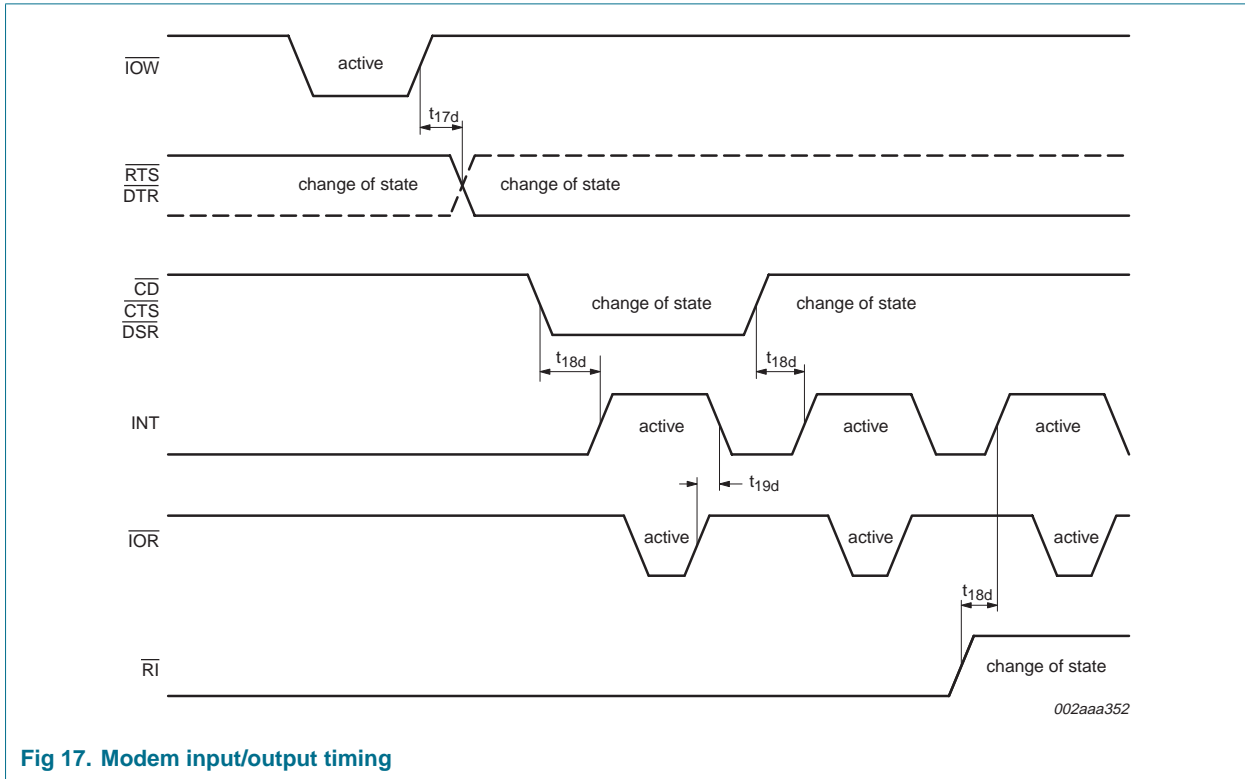 IOW
active
t17d
RTS
DTR
change of state
change of state
CD
CTS
DSR
change of state
change of state
t18d
t18d
INT
active
active
active
t19d
IOR
active
active
active
t18d
RI
change of state
002aaa352
Fig 17. Modem input/output timing